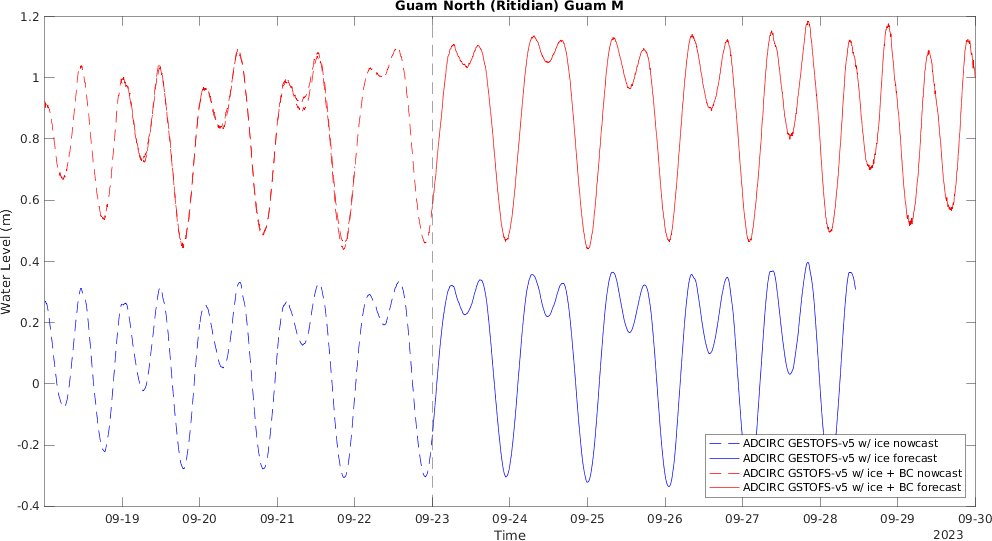 Guam North (Ritidian) Guam M
1.2
1
0.8
0.6
0.4
0.2
0
-0.2
-0.4
Water Level (m)
ADCIRC GESTOFS-v5 w/ ice nowcast
ADCIRC GESTOFS-v5 w/ ice forecast
ADCIRC GSTOFS-v5 w/ ice + BC nowcast
ADCIRC GSTOFS-v5 w/ ice + BC forecast
09-19 09-20 09-21 09-22 09-23 09-24 09-25 09-26 09-27 09-28 09-29 09-30
Time
2023